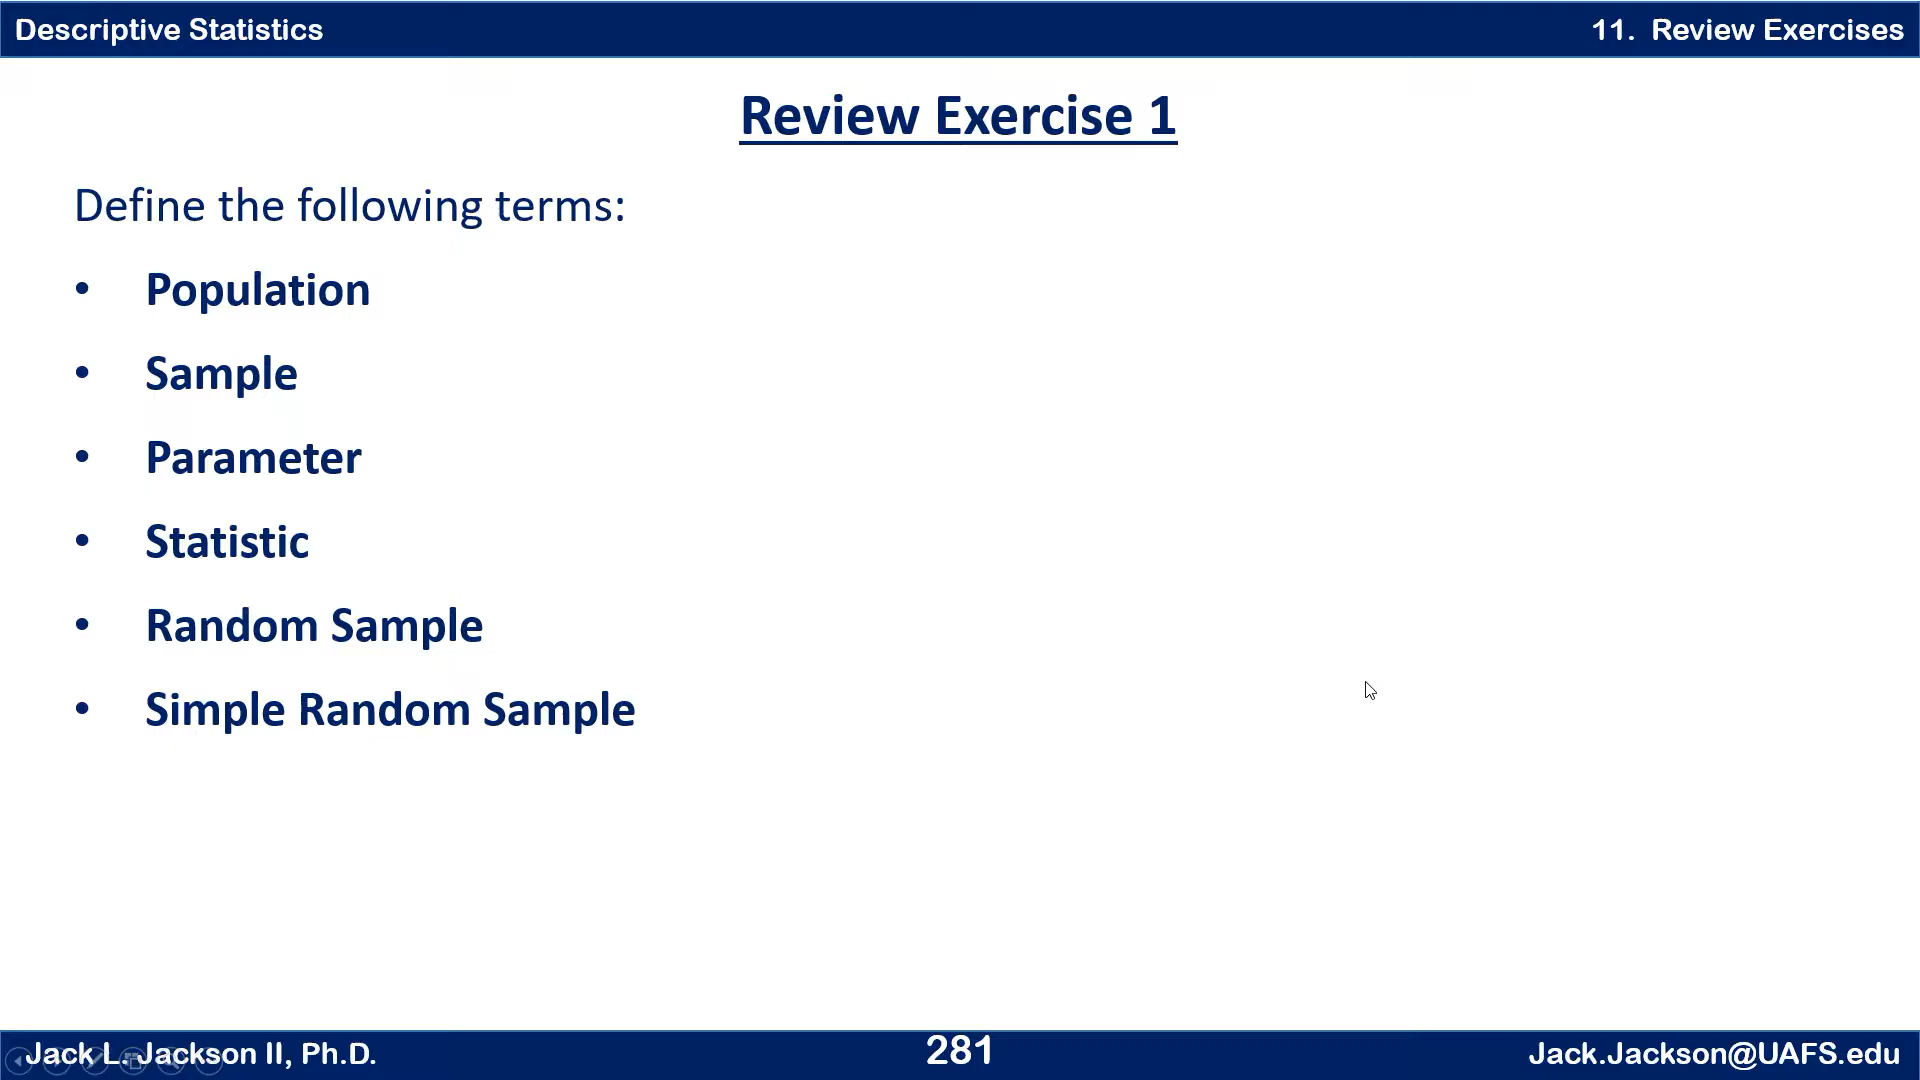 Descriptive Statistics
11. Review Exercises
Review Exercise 1
Define the following terms:
• Population
• Sample
• Parameter
• Statistic
• Random Sample
• Simple Random Sample
Jack L. Jackson II, Ph.D.
281
Jack.Jackson@UAFS.edu